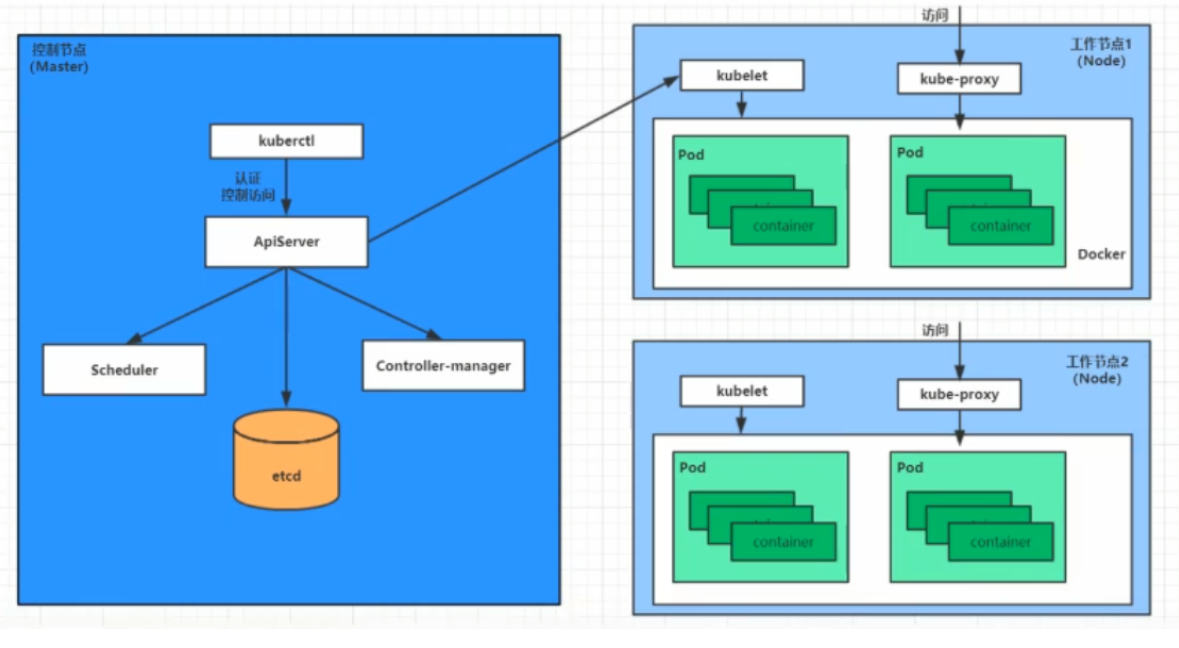 控制节点
(Master)
kuberctl
认证
控制访问
ApiServer
Scheduler
Controller-manager
etcd
访问
工作节点1
(Node)
kubelet
kube-proxy
Pod
container
Pod
container
Docker
访问
工作节点2
(Node)
kubelet
kube-proxy
Pod
container
Pod
container